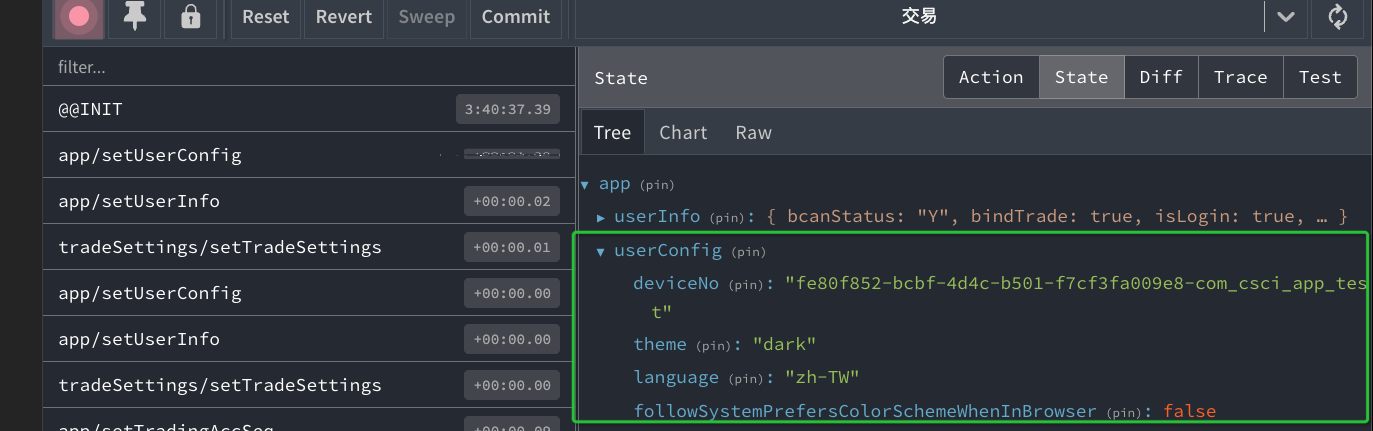 Reset Revert Sweep Commit 交易
filter...
@@INIT 3:40:37.39
app/setUserConfig
app/setUserInfo +00:00.02
tradeSettings/setTradeSettings +00:00.01
app/setUserConfig +00:00.00
app/setUserInfo +00:00.00
tradeSettings/setTradeSettings +00:00.00
app/setTradingAccSeq +00:00.09
State Action State Diff Trace Test
Tree Chart Raw
app (pin)
userInfo (pin): { bcanStatus: "Y", bindTrade: true, isLogin: true, … }
userConfig (pin)
deviceNo (pin): "fe80f852-bcbf-4d4c-b501-f7cf3fa009e8-com_csci_app_tes
t"
theme (pin): "dark"
language (pin): "zh-TW"
followSystemPrefersColorSchemeWhenInBrowser (pin): false